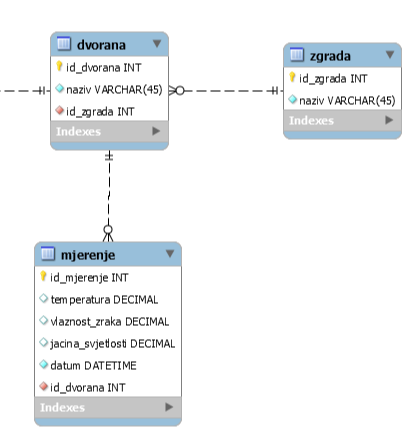 dvorana
id_dvorana INT
naziv VARCHAR(45)
id_zgrada INT
Indexes
zgrada
id_zgrada INT
naziv VARCHAR(45)
Indexes
mjerenje
id_mjerenje INT
temperatura DECIMAL
vlaznost_zraka DECIMAL
jacina_svjetlosti DECIMAL
datum DATETIME
id_dvorana INT
Indexes